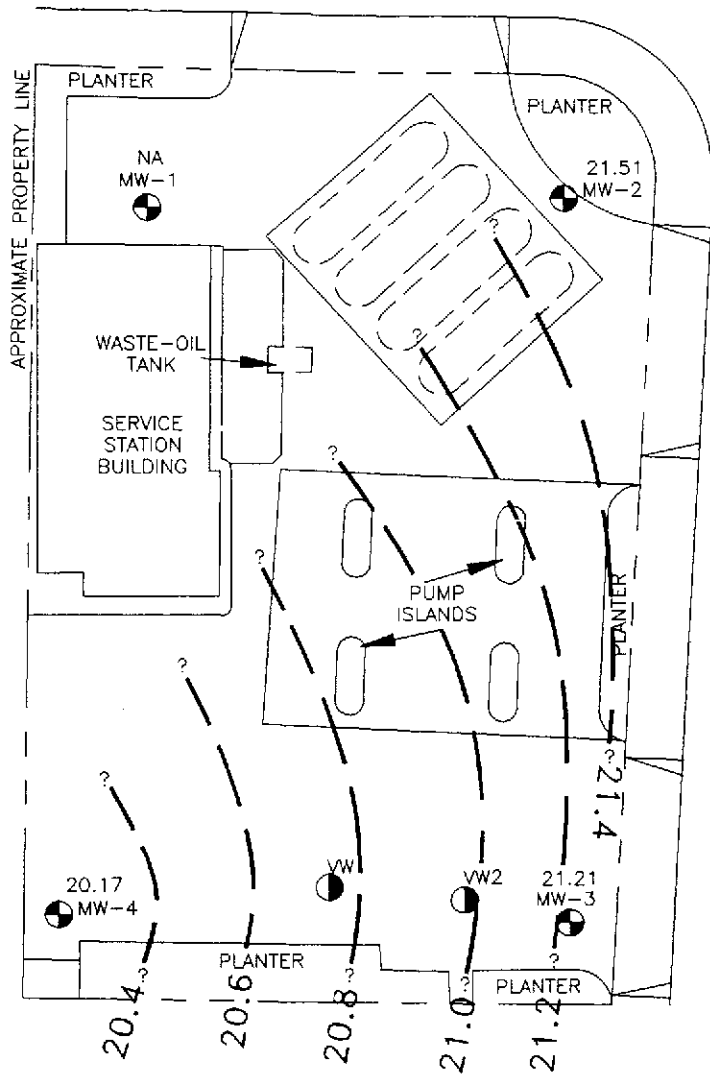 APPROXIMATE PROPERTY LINE
PLANTER
PLANTER
NA
MW-1
21.51
MW-2
?
?
WASTE-OIL
TANK
SERVICE
STATION
BUILDING
?
?
PUMP
ISLANDS
PLANTER
?
?
?
21.4
20.17
MW-4
VW
VW2
21.21
MW-3
PLANTER
PLANTER
?
?
?
?
20.4
20.6
20.8
21.0
21.2